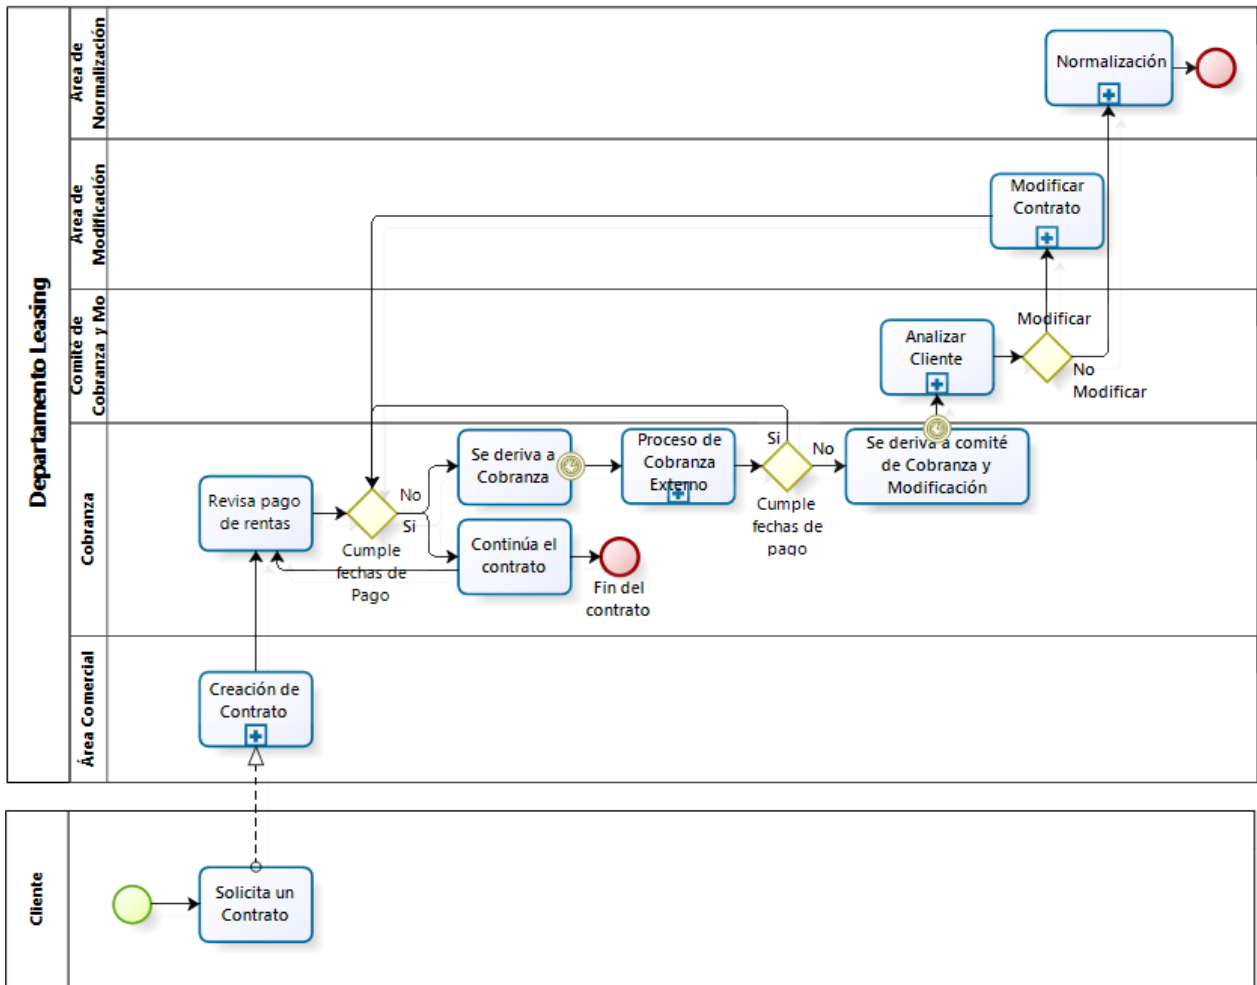 Departamento Leasing
Área de
Normalización
Normalización
Área de
Modificación
Modificar
Contrato
Comité de
Cobranza y Mo
Analizar
Cliente
Modificar
No
Modificar
Cobranza
Revisa pago
de rentas
No
Si
Cumple
fechas de
Pago
Se deriva a
Cobranza
Continúa el
contrato
Fin del
contrato
Proceso de
Cobranza
Externo
Si
No
Cumple
fechas de
pago
Se deriva a comité
de Cobranza y
Modificación
Área Comercial
Creación de
Contrato
Cliente
Solicita un
Contrato